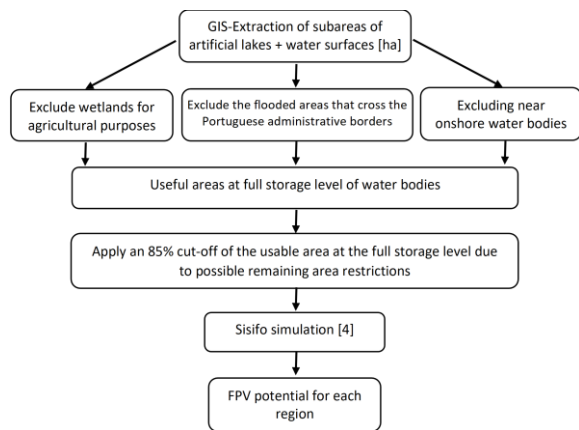 GIS-Extraction of subareas of
artificial lakes + water surfaces [ha]
Exclude wetlands for
agricultural purposes
Exclude the flooded areas that cross the
Portuguese administrative borders
Excluding near
onshore water bodies
Useful areas at full storage level of water bodies
Apply an 85% cut-off of the usable area at the full storage level due
to possible remaining area restrictions
Sisifo simulation [4]
FPV potential for each
region